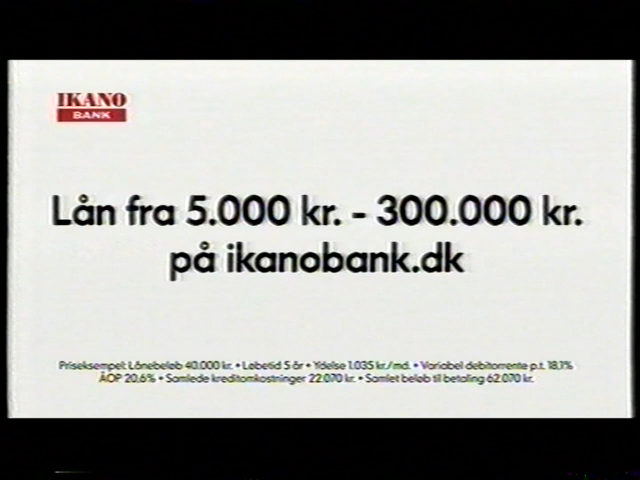 IKANO
BANK
Lån fra 5.000 kr. - 300.000 kr.
på ikanobank.dk
Priseksempel: Lånebeløb 40.000 kr. • Løbetid 5 år • Ydelse 1.035 kr./md. • Variabel debitorrente p.t. 18,1%
ÅOP 20,6% • Samlede kreditomkostninger 22.070 kr. • Samlet beløb til betaling 62.070 kr.